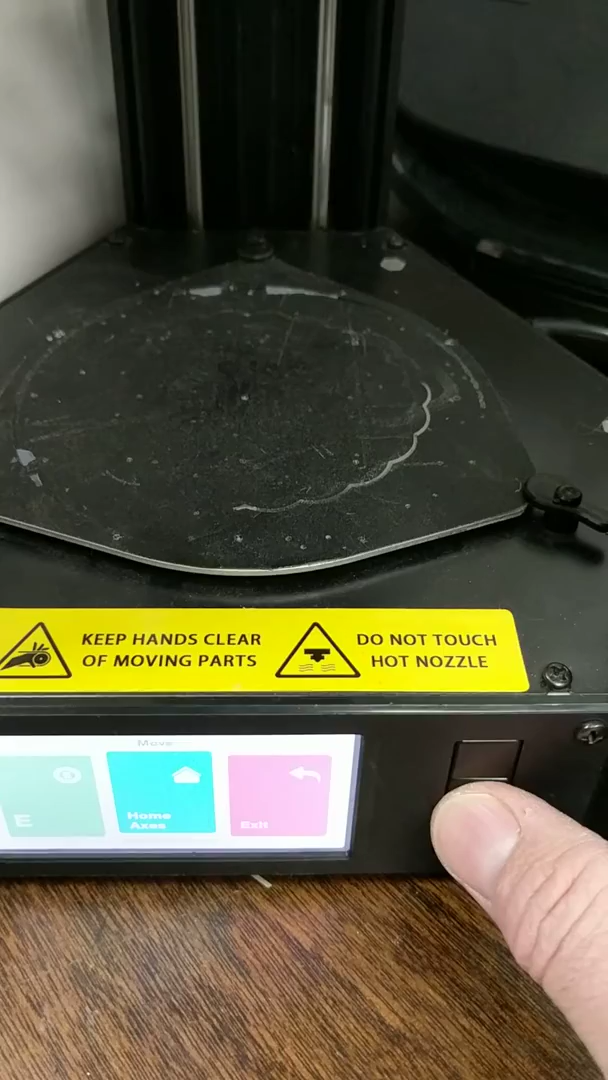 KEEP HANDS CLEAR
OF MOVING PARTS
DO NOT TOUCH
HOT NOZZLE
Move
E
Home
Axes
Exit